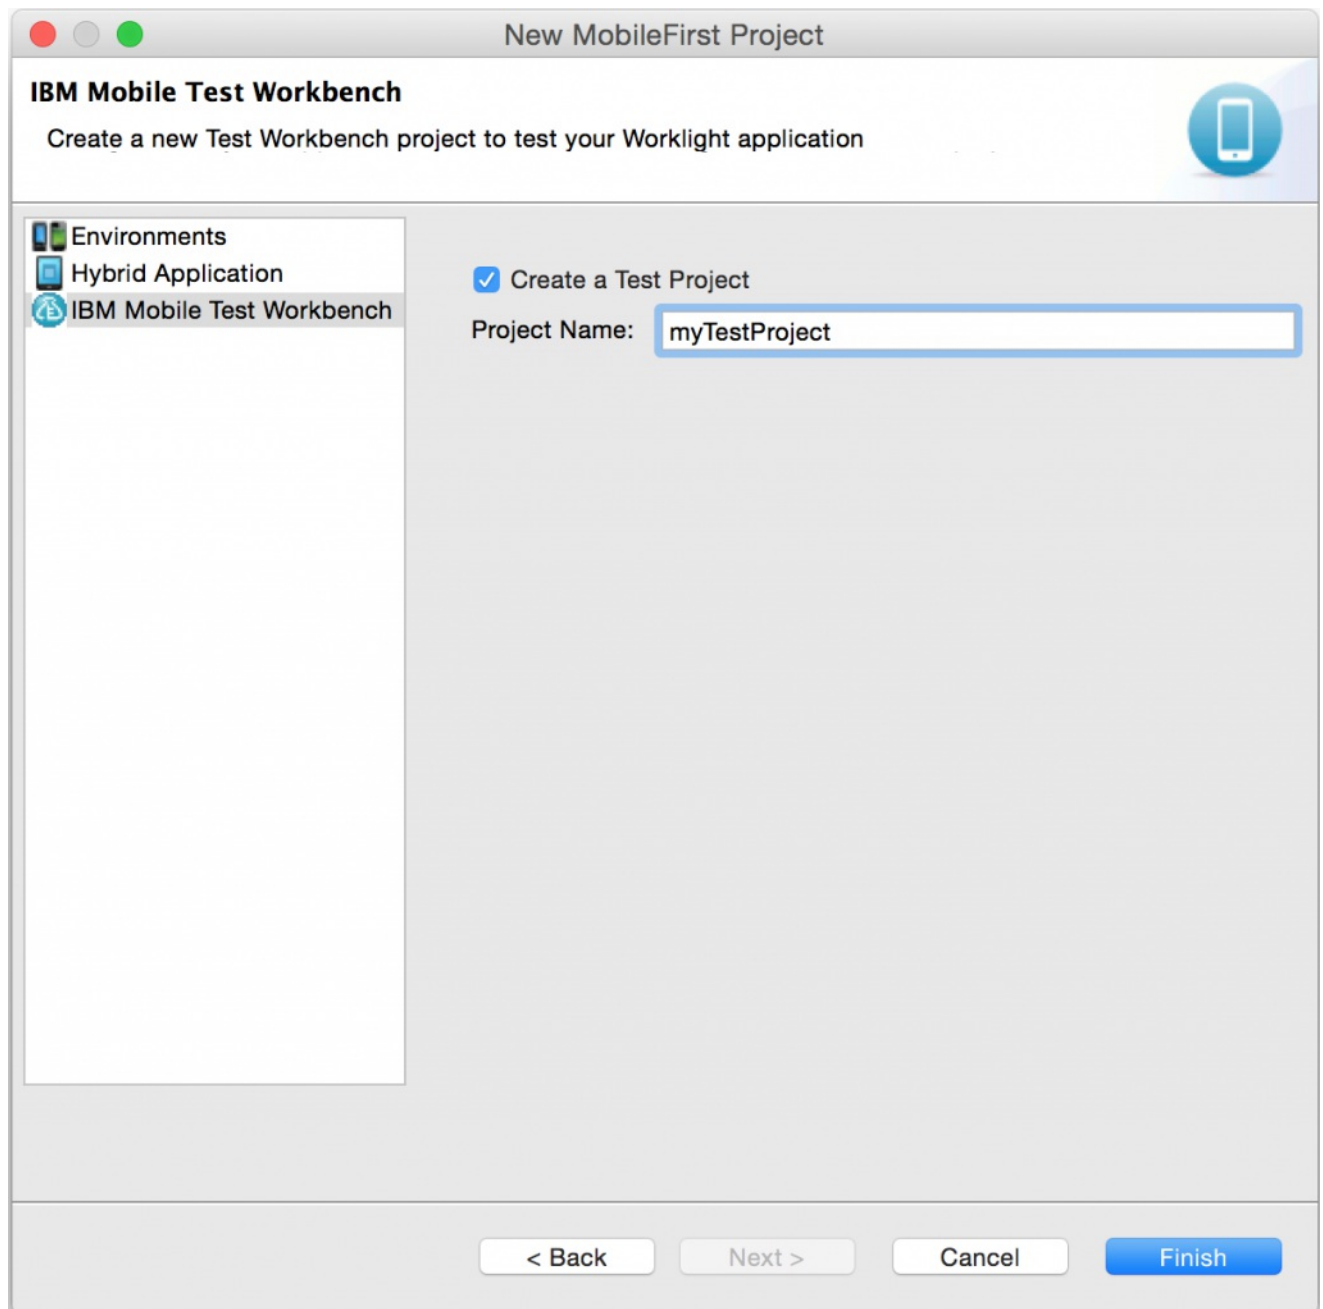 New MobileFirst Project
IBM Mobile Test Workbench
Create a new Test Workbench project to test your Worklight application
Environments
Hybrid Application
IBM Mobile Test Workbench
Create a Test Project
Project Name: myTestProject
< Back Next > Cancel Finish